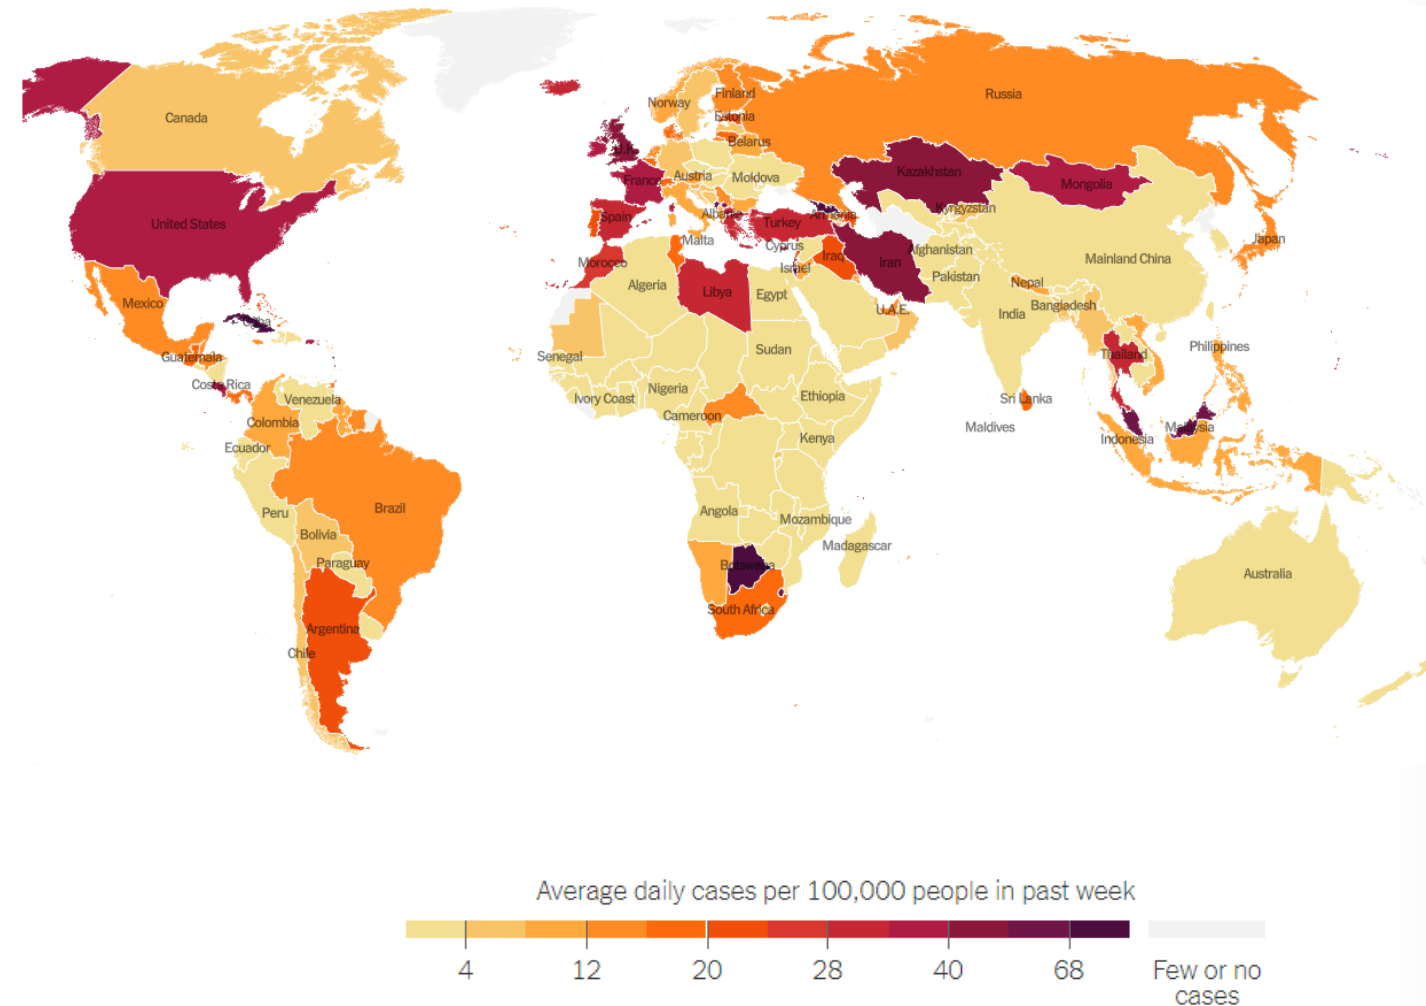 Canada
Norway
Finland
Russia
Estonia
Belarus
U.K.
France
Austria
Moldova
Kazakhstan
Mongolia
United States
Spain
Albania
Turkey
Armenia
Kyrgyzstan
Malta
Cyprus
Japan
Morocco
Israel
Iraq
Iran
Afghanistan
Mainland China
Mexico
Algeria
Libya
Egypt
Pakistan
Nepal
Cuba
U.A.E.
India
Bangladesh
Guatemala
Senegal
Sudan
Thailand
Philippines
Costa Rica
Venezuela
Ivory Coast
Nigeria
Ethiopia
Sri Lanka
Colombia
Cameroon
Maldives
Malaysia
Ecuador
Kenya
Indonesia
Peru
Brazil
Angola
Mozambique
Bolivia
Madagascar
Paraguay
Botswana
Australia
South Africa
Argentina
Chile
Average daily cases per 100,000 people in past week
4 12 20 28 40 68 Few or no
cases